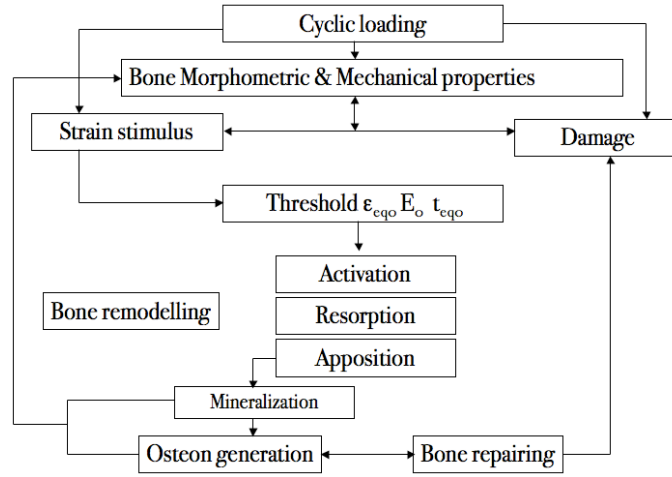 Cyclic loading
Bone Morphometric & Mechanical properties
Strain stimulus
Damage
Threshold εeqo Eo teqo
Activation
Resorption
Bone remodelling
Apposition
Mineralization
Osteon generation
Bone repairing